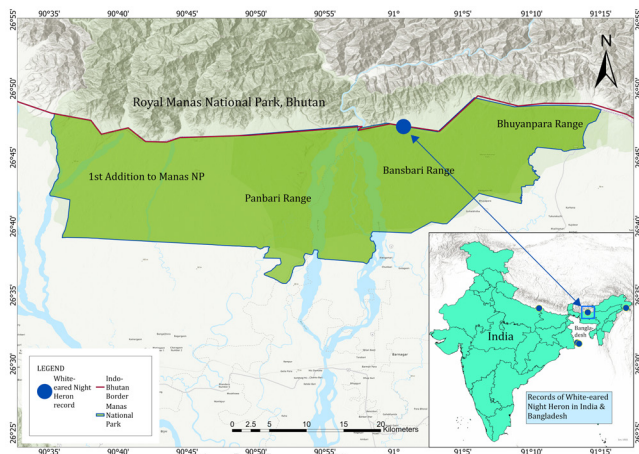 90°35' 90°40' 90°45' 90°50' 90°55' 91° 91°5' 91°10' 91°15'
26°55'
26°50'
26°45'
26°40'
26°35'
26°30'
26°25'
N
Royal Manas National Park, Bhutan
Bhuyanpara Range
Bansbari Range
1st Addition to Manas NP
Panbari Range
India
Bangla-
desh
Records of White-eared
Night Heron in India &
Bangladesh
Barnagar
LEGEND
White-
eared Night
Heron
record
Indo-
Bhutan
Border
Manas
National
Park
0 2.5 5 10 15 20
Kilometers